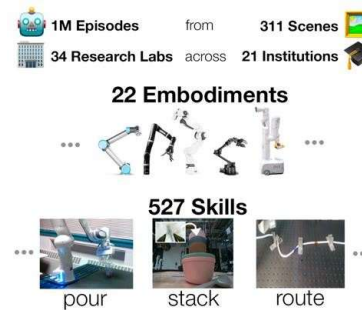 1M Episodes from 311 Scenes
34 Research Labs across 21 Institutions
22 Embodiments
527 Skills
pour stack route